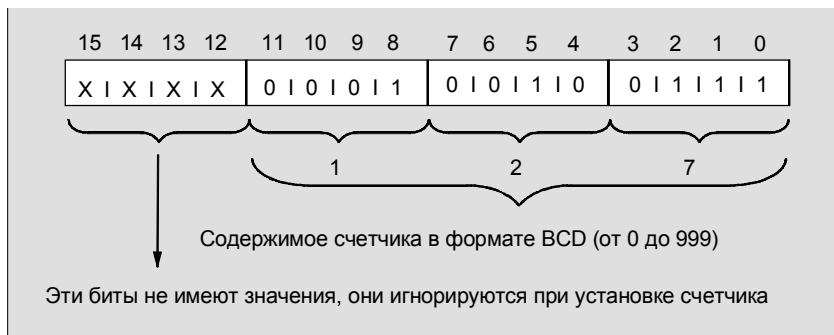 15 14 13 12 11 10 9 8 7 6 5 4 3 2 1 0
X I X I X I X 0 I 0 I 0 I 1 0 I 0 I 1 I 0 0 I 1 I 1 I 1
1 2 7
Содержимое счетчика в формате BCD (от 0 до 999)
Эти биты не имеют значения, они игнорируются при установке счетчика